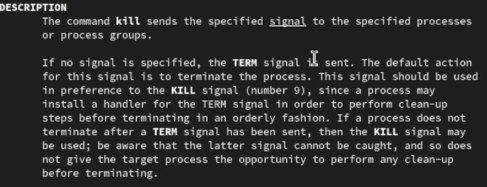 DESCRIPTION
The command kill sends the specified signal to the specified processes
or process groups.
If no signal is specified, the TERM signal is sent. The default action
for this signal is to terminate the process. This signal should be used
in preference to the KILL signal (number 9), since a process may
install a handler for the TERM signal in order to perform clean-up
steps before terminating in an orderly fashion. If a process does not
terminate after a TERM signal has been sent, then the KILL signal may
be used; be aware that the latter signal cannot be caught, and so does
not give the target process the opportunity to perform any clean-up
before terminating.